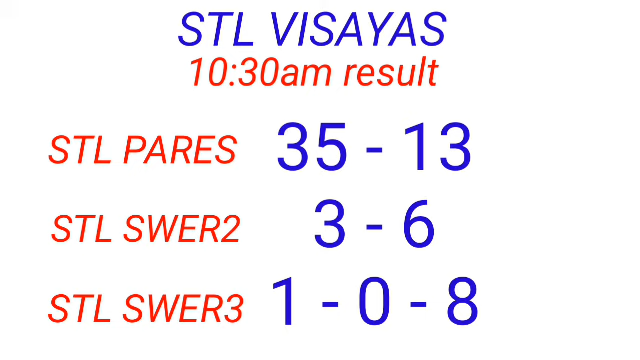 STL VISAYAS
10:30am result
STL PARES 35 - 13
STL SWER2 3 - 6
STL SWER3 1 - 0 - 8